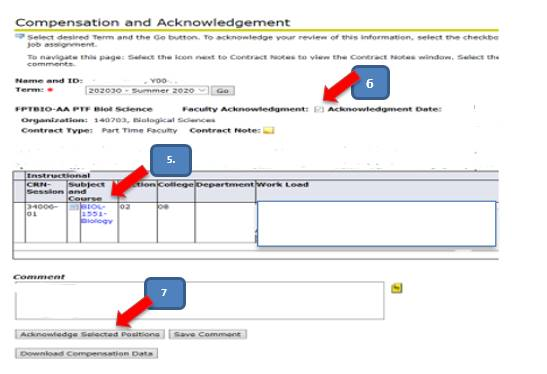 Compensation and Acknowledgement
Select desired Term and the Go button. To acknowledge your review of this information, select the checkbo
job assignment.
To navigate this page: Select the icon next to Contract Notes to view the Contract Notes window. Select the
comments.
Name and ID: , Y00-
Term: * 202030 - Summer 2020 Go
6
FPTBIO-AA PTF Biol Science Faculty Acknowledgment: Acknowledgment Date:
Organization: 140703, Biological Sciences
Contract Type: Part Time Faculty Contract Note:
5.
Instructional
CRN-Session Subject and Course ction College Department Work Load
34006-01 BIOL-1551-Biology 02 08
Comment
7
Acknowledge Selected Positions Save Comment
Download Compensation Data